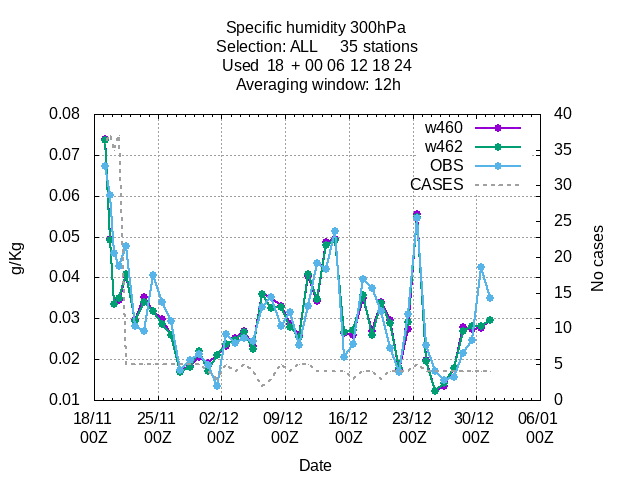 Specific humidity 300hPa
Selection: ALL 35 stations
Used 18 + 00 06 12 18 24
Averaging window: 12h
0.08
0.07
0.06
0.05
0.04
0.03
0.02
0.01
g/Kg
w460
w462
OBS
CASES
40
35
30
25
20
15
10
5
0
No cases
18/11 25/11 02/12 09/12 16/12 23/12 30/12 06/01
00Z 00Z 00Z 00Z 00Z 00Z 00Z 00Z
Date